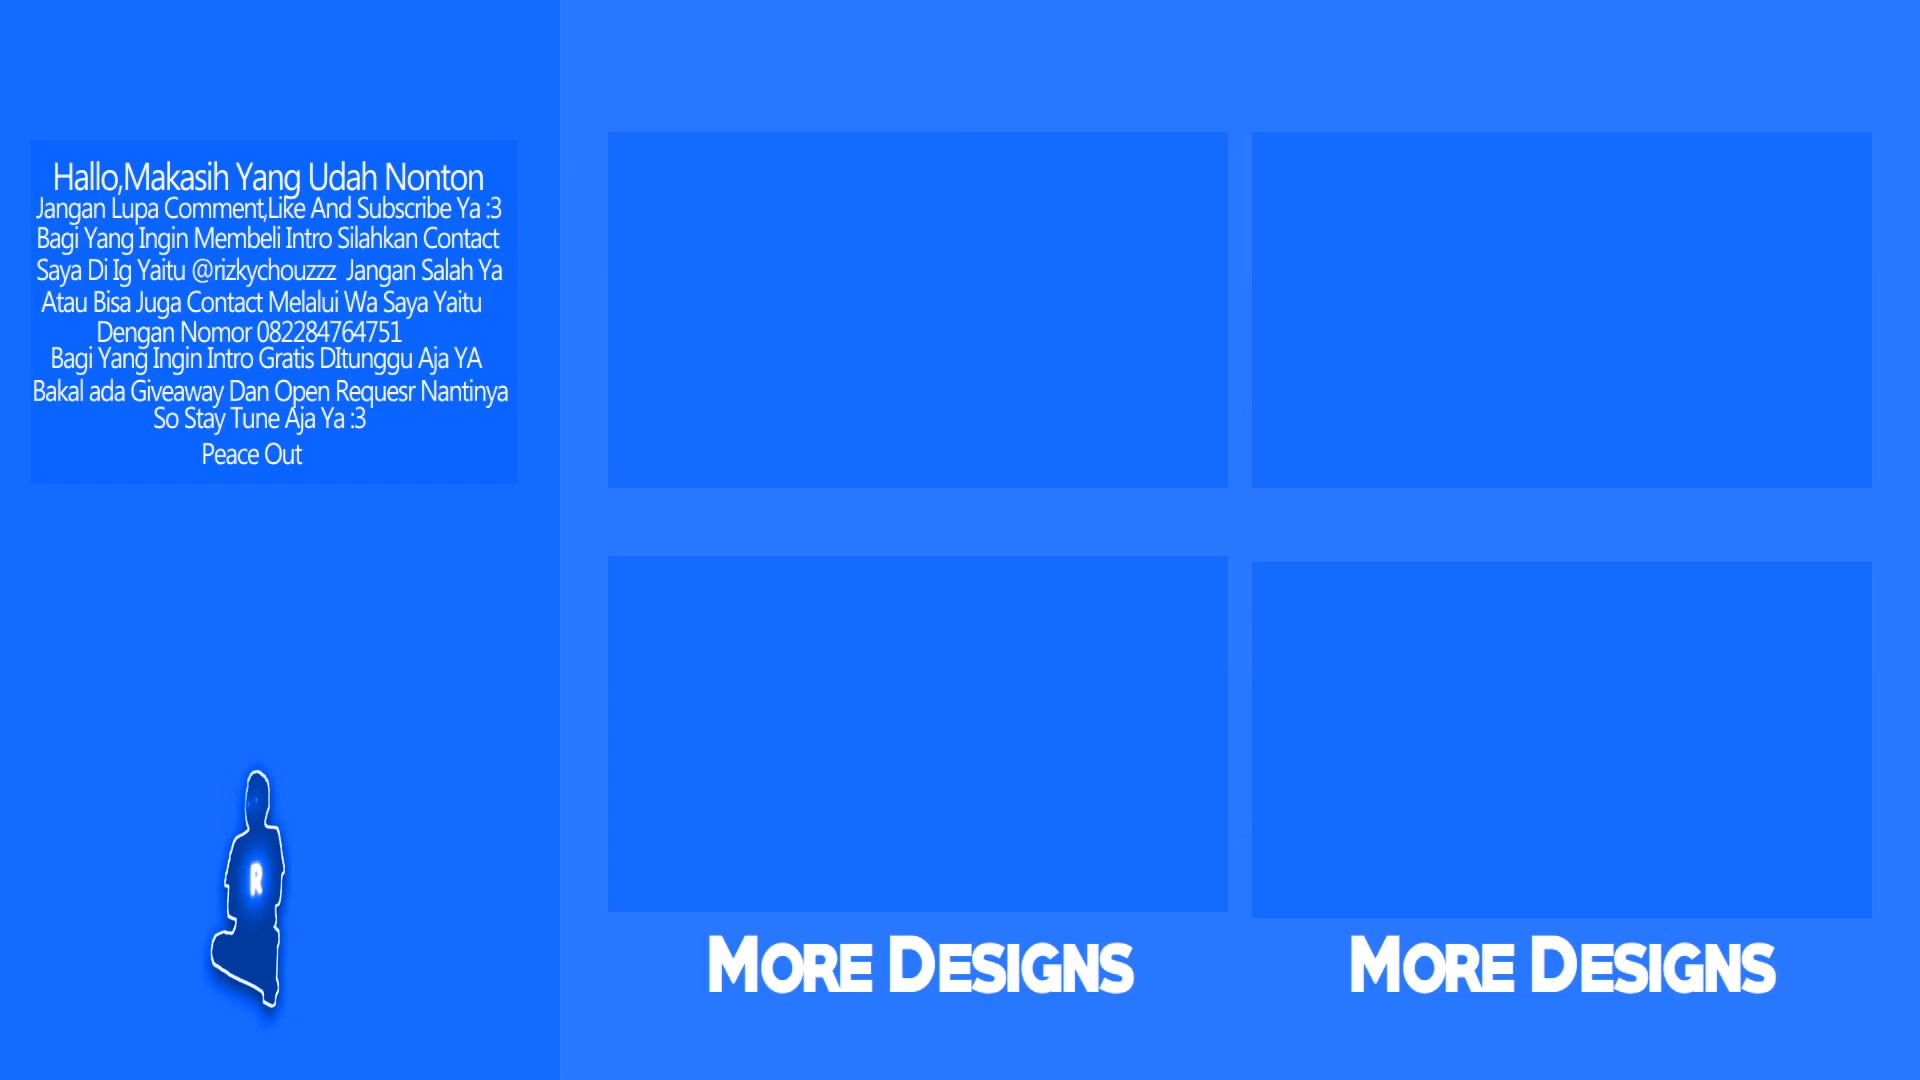 Hallo,Makasih Yang Udah Nonton
Jangan Lupa Comment,Like And Subscribe Ya :3
Bagi Yang Ingin Membeli Intro Silahkan Contact
Saya Di Ig Yaitu @rizkychouzzz  Jangan Salah Ya
Atau Bisa Juga Contact Melalui Wa Saya Yaitu
Dengan Nomor 082284764751
Bagi Yang Ingin Intro Gratis DItunggu Aja YA
Bakal ada Giveaway Dan Open Requesr Nantinya
So Stay Tune Aja Ya :3
Peace Out
R
MORE DESIGNS
MORE DESIGNS